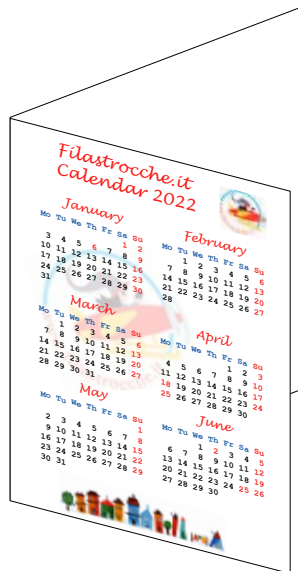 Filastrocche.it
Calendar 2022
January
Mo Tu We Th Fr Sa Su
1 2
3 4 5 6 7 8 9
10 11 12 13 14 15 16
17 18 19 20 21 22 23
24 25 26 27 28 29 30
31
February
Mo Tu We Th Fr Sa Su
1 2 3 4 5 6
7 8 9 10 11 12 13
14 15 16 17 18 19 20
21 22 23 24 25 26 27
28
March
Mo Tu We Th Fr Sa Su
1 2 3 4 5 6
7 8 9 10 11 12 13
14 15 16 17 18 19 20
21 22 23 24 25 26 27
28 29 30 31
April
Mo Tu We Th Fr Sa Su
1 2 3
4 5 6 7 8 9 10
11 12 13 14 15 16 17
18 19 20 21 22 23 24
25 26 27 28 29 30
May
Mo Tu We Th Fr Sa Su
1
2 3 4 5 6 7 8
9 10 11 12 13 14 15
16 17 18 19 20 21 22
23 24 25 26 27 28 29
30 31
June
Mo Tu We Th Fr Sa Su
1 2 3 4 5
6 7 8 9 10 11 12
13 14 15 16 17 18 19
20 21 22 23 24 25 26
27 28 29 30